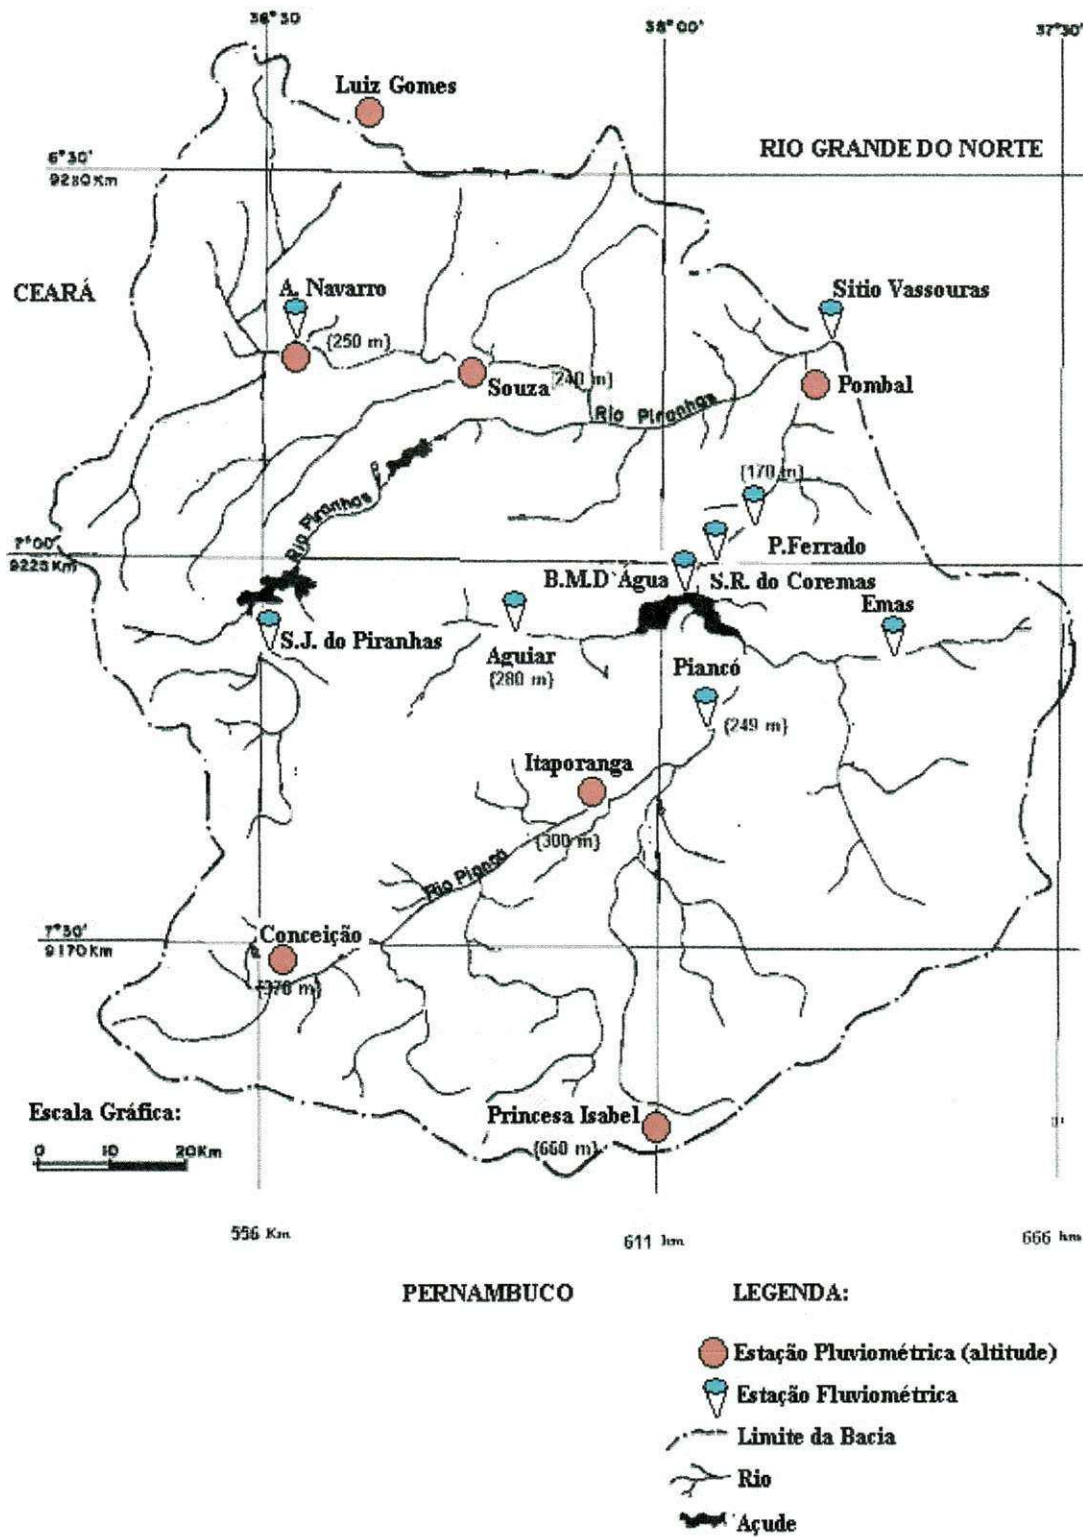 38°30
38°00'
37°30'
Luiz Gomes
6°30'
9280Km
RIO GRANDE DO NORTE
CEARÁ
A. Navarro
Sitio Vassouras
(250 m)
Souza
(240 m)
Pombal
Rio Piranhas
(170 m)
Rio Piranhas
7°00'
9225Km
P.Ferrado
B.M.D´Água
S.R. do Coremas
Emas
S.J. do Piranhas
Aguiar
(280 m)
Piancó
(249 m)
Itaporanga
(300 m)
Rio Piancó
7°30'
9170Km
Conceição
(370 m)
Escala Gráfica:
0 10 20Km
Princesa Isabel
(660 m)
556 Km
611 km
666 km
PERNAMBUCO
LEGENDA:
Estação Pluviométrica (altitude)
Estação Fluviométrica
Limite da Bacia
Rio
Açude